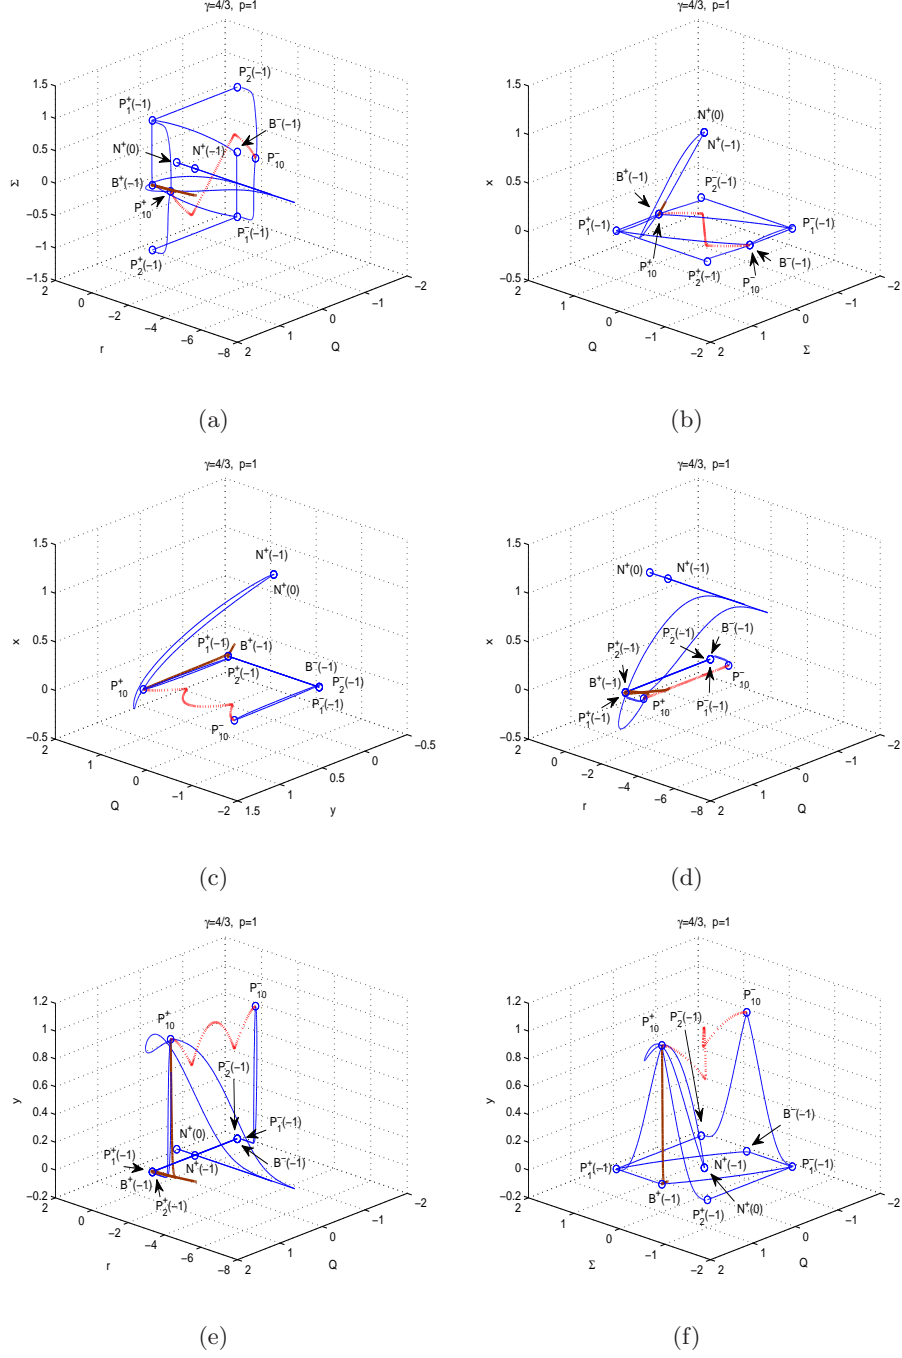 γ=4/3, p=1
1.5
1
0.5
0
−0.5
−1
−1.5
Σ
2
0
−2
−4
−6
−8
r
2
1
0
−1
−2
Q
P₁⁺(−1)
P₂⁻(−1)
B⁻(−1)
N⁺(0)
N⁺(−1)
P₁₀⁻
B⁺(−1)
P₁₀⁺
P₁⁻(−1)
P₂⁺(−1)
(a)
γ=4/3, p=1
1.5
1
0.5
0
−0.5
x
2
1
0
−1
−2
Q
2
1
0
−1
−2
Σ
N⁺(0)
N⁺(−1)
B⁺(−1)
P₂⁻(−1)
P₁⁺(−1)
P₁⁻(−1)
P₁₀⁺
P₂⁺(−1)
B⁻(−1)
P₁₀⁻
(b)
γ=4/3, p=1
1.5
1
0.5
0
−0.5
x
2
1
0
−1
−2
Q
1.5
1
0.5
0
−0.5
y
N⁺(−1)
N⁺(0)
P₁⁺(−1)
B⁺(−1)
P₁₀⁺
P₂⁺(−1)
B⁻(−1)
P₂⁻(−1)
P₁⁻(−1)
P₁₀⁻
(c)
γ=4/3, p=1
1.5
1
0.5
0
−0.5
x
2
0
−2
−4
−6
−8
r
2
1
0
−1
−2
Q
N⁺(0)
N⁺(−1)
P₂⁺(−1)
P₂⁻(−1)
B⁻(−1)
B⁺(−1)
P₁₀⁻
P₁⁺(−1)
P₁₀⁺
P₁⁻(−1)
(d)
γ=4/3, p=1
1.2
1
0.8
0.6
0.4
0.2
0
−0.2
y
2
0
−2
−4
−6
−8
r
2
1
0
−1
−2
Q
P₁₀⁻
P₁₀⁺
P₂⁻(−1)
P₁⁻(−1)
N⁺(0)
P₁⁺(−1)
N⁺(−1)
B⁻(−1)
B⁺(−1)
P₂⁺(−1)
(e)
γ=4/3, p=1
1.2
1
0.8
0.6
0.4
0.2
0
−0.2
y
2
1
0
−1
−2
Σ
2
1
0
−1
−2
Q
P₁₀⁻
P₁₀⁺
P₂⁻(−1)
B⁻(−1)
P₁⁺(−1)
N⁺(−1)
P₁⁻(−1)
B⁺(−1)
N⁺(0)
P₂⁺(−1)
(f)